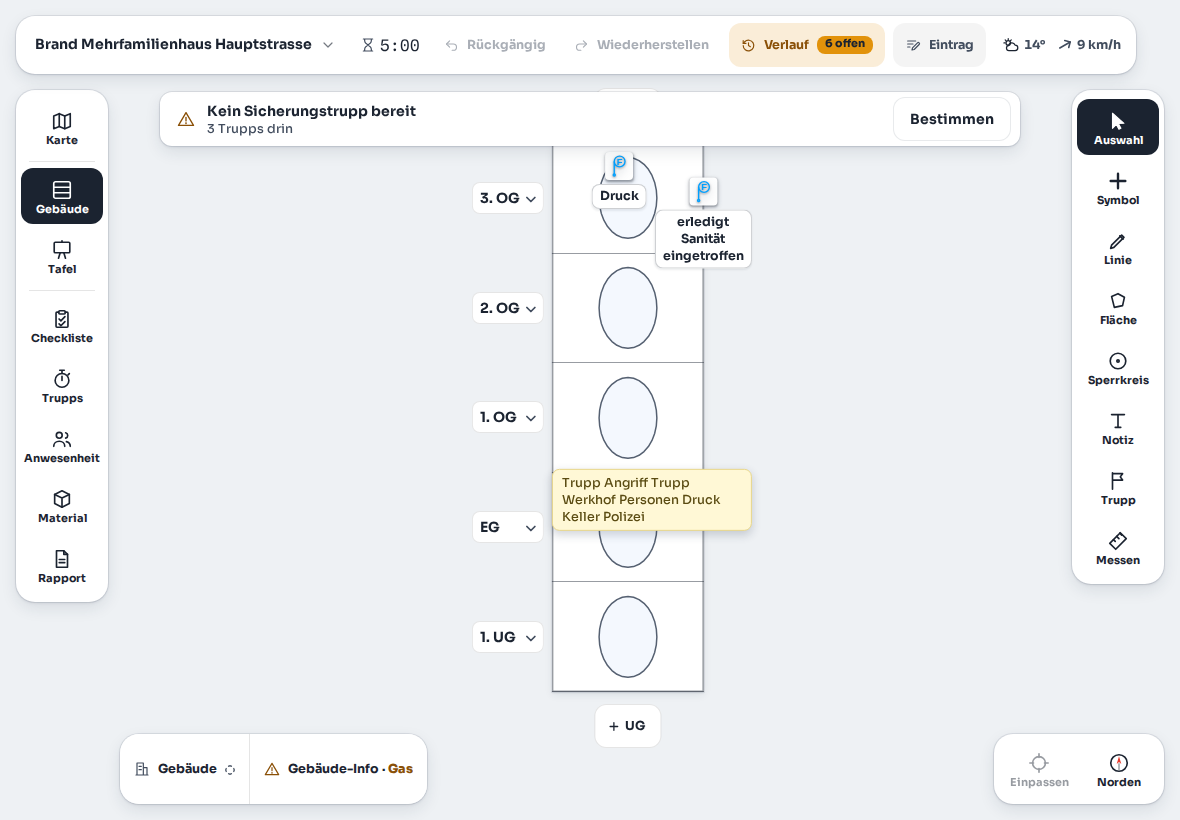 Brand Mehrfamilienhaus Hauptstrasse
5:00
Rückgängig
Wiederherstellen
Verlauf
6 offen
Eintrag
14°
9 km/h
Kein Sicherungstrupp bereit
3 Trupps drin
Bestimmen
Karte
Gebäude
Tafel
Checkliste
Trupps
Anwesenheit
Material
Rapport
3. OG
2. OG
1. OG
EG
1. UG
F
Druck
F
erledigt
Sanität
eingetroffen
Trupp Angriff Trupp
Werkhof Personen Druck
Keller Polizei
+ UG
Auswahl
Symbol
Linie
Fläche
Sperrkreis
Notiz
Trupp
Messen
Gebäude
Gebäude-Info · Gas
Einpassen
Norden